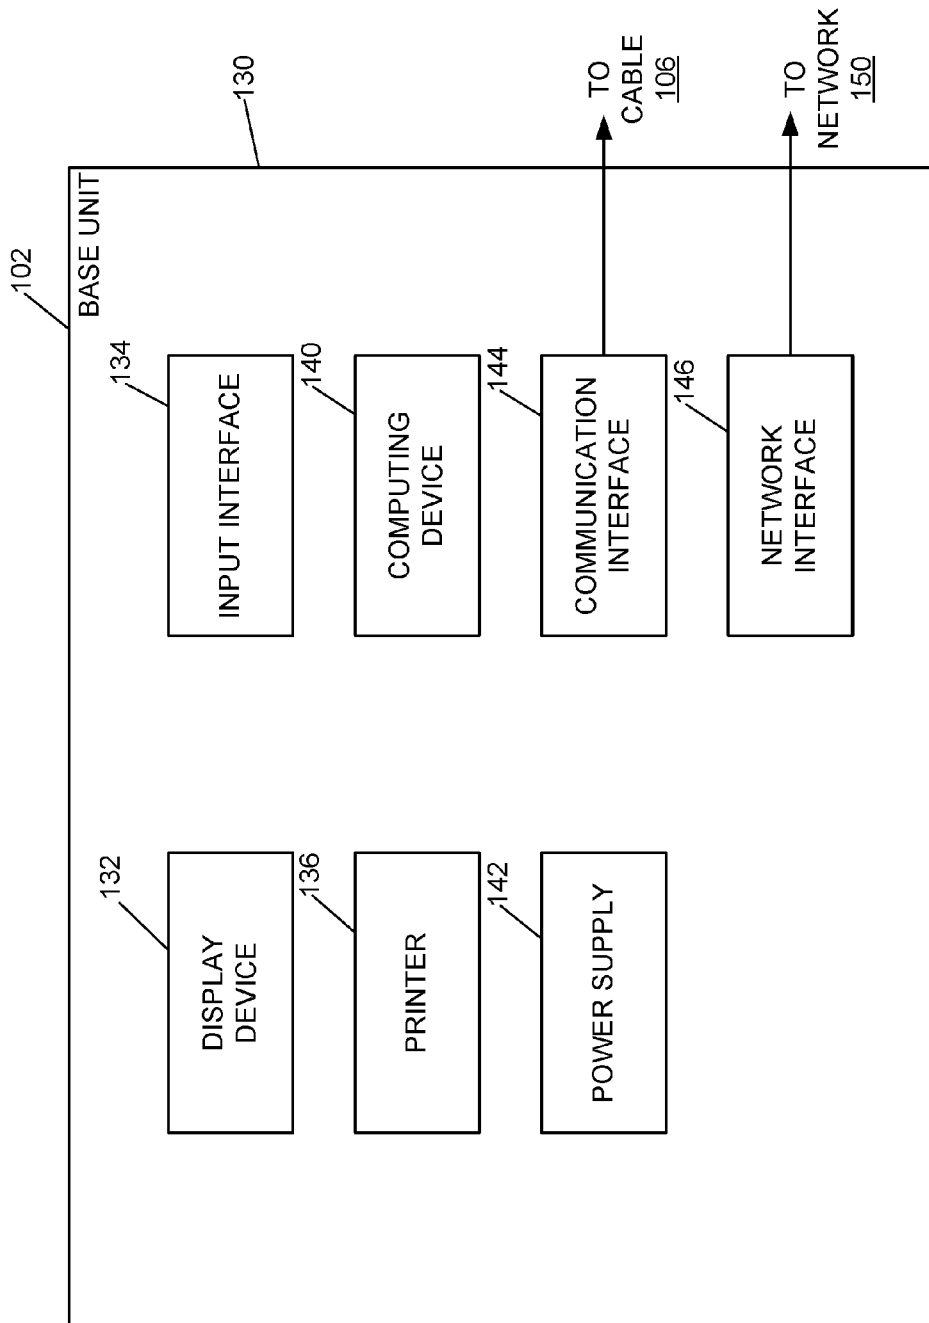 102
BASE UNIT
130
132
DISPLAY
DEVICE
134
INPUT INTERFACE
136
PRINTER
140
COMPUTING
DEVICE
142
POWER SUPPLY
144
COMMUNICATION
INTERFACE
TO
CABLE
106
146
NETWORK
INTERFACE
TO
NETWORK
150